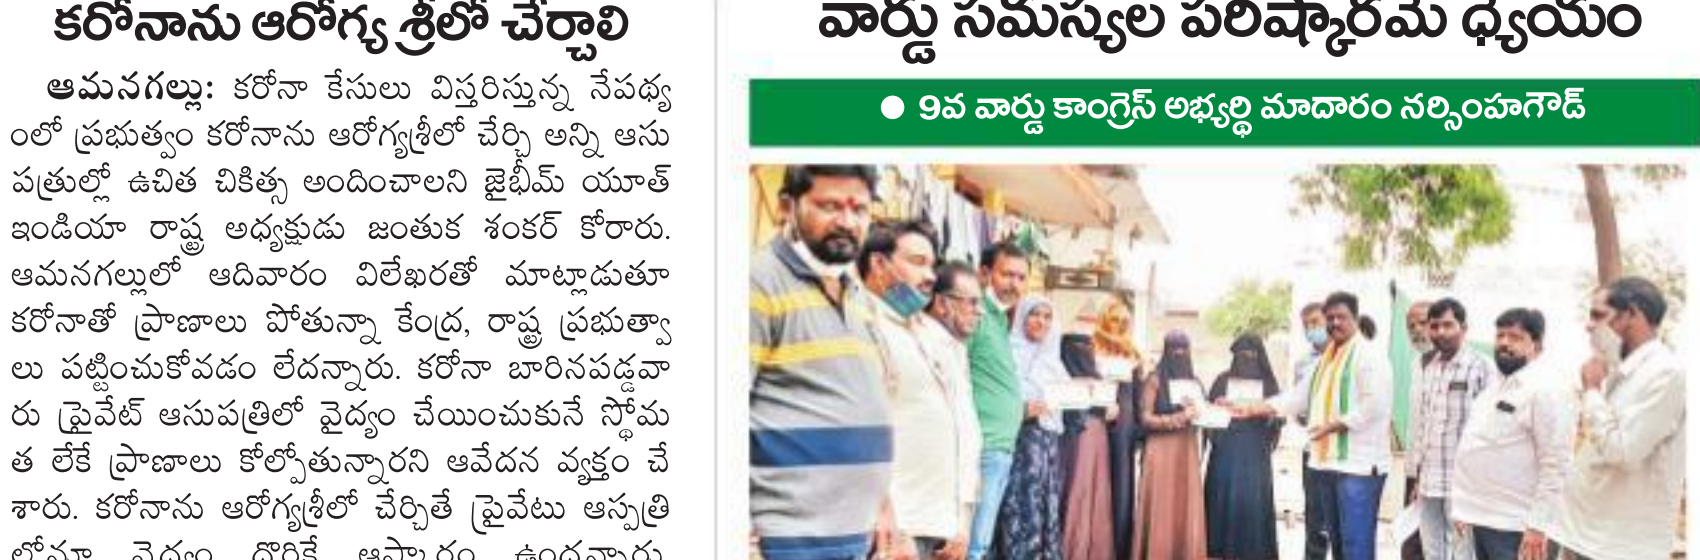 కరోనాను ఆరోగ్య శ్రీలో చేర్చాలి
ఆమనగల్లు: కరోనా కేసులు విస్తరిస్తున్న నేపథ్య
ంలో ప్రభుత్వం కరోనాను ఆరోగ్యశ్రీలో చేర్చి అన్ని ఆసు
పత్రుల్లో ఉచిత చికిత్స అందించాలని జైభీమ్ యూత్
ఇండియా రాష్ట్ర అధ్యక్షుడు జంతుక శంకర్ కోరారు.
ఆమనగల్లులో ఆదివారం విలేఖరతో మాట్లాడుతూ
కరోనాతో ప్రాణాలు పోతున్నా కేంద్ర, రాష్ట్ర ప్రభుత్వా
లు పట్టించుకోవడం లేదన్నారు. కరోనా బారినపడ్డవా
రు ప్రైవేట్ ఆసుపత్రిలో వైద్యం చేయించుకునే స్థోమ
త లేకే ప్రాణాలు కోల్పోతున్నారని ఆవేదన వ్యక్తం చే
శారు. కరోనాను ఆరోగ్యశ్రీలో చేర్చితే ప్రైవేటు ఆస్పత్రి
లోనూ వైద్యం దొరికే ఆస్కారం ఉందన్నారు.
వార్డు సమస్యల పరిష్కారమే ధ్యేయం
● 9వ వార్డు కాంగ్రెస్ అభ్యర్థి మాదారం నర్సింహగౌడ్